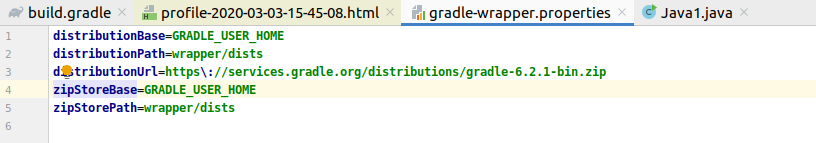 build.gradle profile-2020-03-03-15-45-08.html gradle-wrapper.properties Java1.java
1 distributionBase=GRADLE_USER_HOME
2 distributionPath=wrapper/dists
3 distributionUrl=https\://services.gradle.org/distributions/gradle-6.2.1-bin.zip
4 zipStoreBase=GRADLE_USER_HOME
5 zipStorePath=wrapper/dists
6